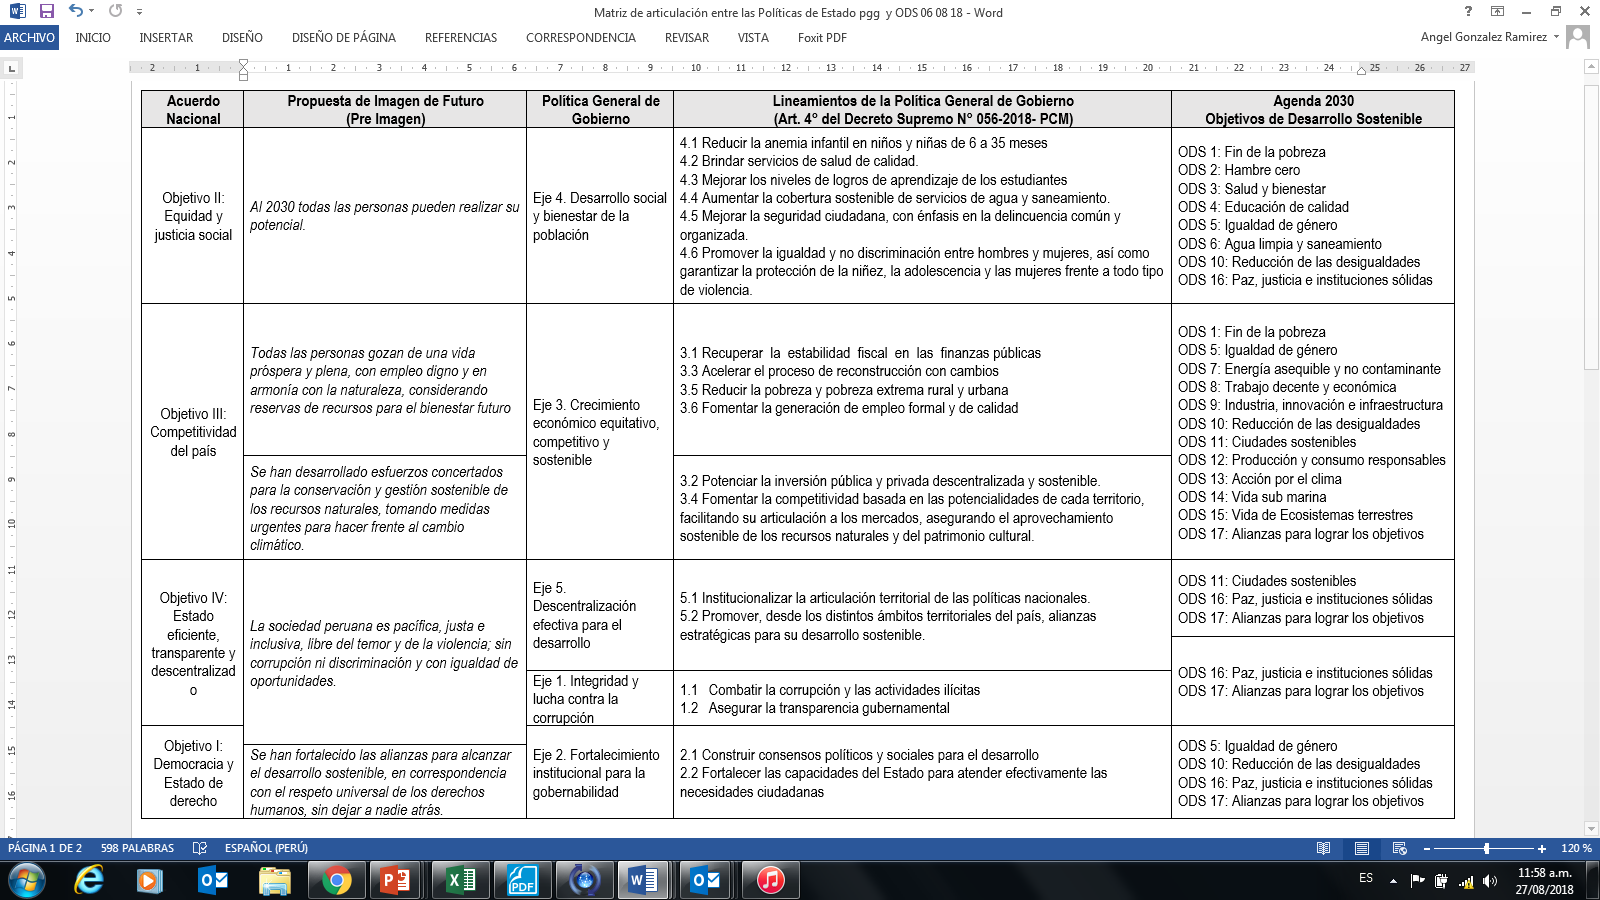 Matriz de articulación entre las Políticas de Estado pgg y ODS 06 08 18 - Word
ARCHIVO INICIO INSERTAR DISEÑO DISEÑO DE PÁGINA REFERENCIAS CORRESPONDENCIA REVISAR VISTA Foxit PDF
Angel Gonzalez Ramirez
2 1 1 2 3 4 5 6 7 8 9 10 11 12 13 14 15 16 17 18 19 20 21 22 23 24 25 26 27
Acuerdo
Nacional
Propuesta de Imagen de Futuro
(Pre Imagen)
Política General de
Gobierno
Lineamientos de la Política General de Gobierno
(Art. 4° del Decreto Supremo N° 056-2018- PCM)
Agenda 2030
Objetivos de Desarrollo Sostenible
Objetivo II:
Equidad y
justicia social
Al 2030 todas las personas pueden realizar su
potencial.
Eje 4. Desarrollo social
y bienestar de la
población
4.1 Reducir la anemia infantil en niños y niñas de 6 a 35 meses
4.2 Brindar servicios de salud de calidad.
4.3 Mejorar los niveles de logros de aprendizaje de los estudiantes
4.4 Aumentar la cobertura sostenible de servicios de agua y saneamiento.
4.5 Mejorar la seguridad ciudadana, con énfasis en la delincuencia común y
organizada.
4.6 Promover la igualdad y no discriminación entre hombres y mujeres, así como
garantizar la protección de la niñez, la adolescencia y las mujeres frente a todo tipo
de violencia.
ODS 1: Fin de la pobreza
ODS 2: Hambre cero
ODS 3: Salud y bienestar
ODS 4: Educación de calidad
ODS 5: Igualdad de género
ODS 6: Agua limpia y saneamiento
ODS 10: Reducción de las desigualdades
ODS 16: Paz, justicia e instituciones sólidas
Objetivo III:
Competitividad
del país
Todas las personas gozan de una vida
próspera y plena, con empleo digno y en
armonía con la naturaleza, considerando
reservas de recursos para el bienestar futuro
Se han desarrollado esfuerzos concertados
para la conservación y gestión sostenible de
los recursos naturales, tomando medidas
urgentes para hacer frente al cambio
climático.
Eje 3. Crecimiento
económico equitativo,
competitivo y
sostenible
3.1 Recuperar la estabilidad fiscal en las finanzas públicas
3.3 Acelerar el proceso de reconstrucción con cambios
3.5 Reducir la pobreza y pobreza extrema rural y urbana
3.6 Fomentar la generación de empleo formal y de calidad
3.2 Potenciar la inversión pública y privada descentralizada y sostenible.
3.4 Fomentar la competitividad basada en las potencialidades de cada territorio,
facilitando su articulación a los mercados, asegurando el aprovechamiento
sostenible de los recursos naturales y del patrimonio cultural.
ODS 1: Fin de la pobreza
ODS 5: Igualdad de género
ODS 7: Energía asequible y no contaminante
ODS 8: Trabajo decente y económica
ODS 9: Industria, innovación e infraestructura
ODS 10: Reducción de las desigualdades
ODS 11: Ciudades sostenibles
ODS 12: Producción y consumo responsables
ODS 13: Acción por el clima
ODS 14: Vida sub marina
ODS 15: Vida de Ecosistemas terrestres
ODS 17: Alianzas para lograr los objetivos
Objetivo IV:
Estado
eficiente,
transparente y
descentralizad
o
La sociedad peruana es pacífica, justa e
inclusiva, libre del temor y de la violencia; sin
corrupción ni discriminación y con igualdad de
oportunidades.
Eje 5.
Descentralización
efectiva para el
desarrollo
5.1 Institucionalizar la articulación territorial de las políticas nacionales.
5.2 Promover, desde los distintos ámbitos territoriales del país, alianzas
estratégicas para su desarrollo sostenible.
ODS 11: Ciudades sostenibles
ODS 16: Paz, justicia e instituciones sólidas
ODS 17: Alianzas para lograr los objetivos
Eje 1. Integridad y
lucha contra la
corrupción
1.1 Combatir la corrupción y las actividades ilícitas
1.2 Asegurar la transparencia gubernamental
ODS 16: Paz, justicia e instituciones sólidas
ODS 17: Alianzas para lograr los objetivos
Objetivo I:
Democracia y
Estado de
derecho
Se han fortalecido las alianzas para alcanzar
el desarrollo sostenible, en correspondencia
con el respeto universal de los derechos
humanos, sin dejar a nadie atrás.
Eje 2. Fortalecimiento
institucional para la
gobernabilidad
2.1 Construir consensos políticos y sociales para el desarrollo
2.2 Fortalecer las capacidades del Estado para atender efectivamente las
necesidades ciudadanas
ODS 5: Igualdad de género
ODS 10: Reducción de las desigualdades
ODS 16: Paz, justicia e instituciones sólidas
ODS 17: Alianzas para lograr los objetivos
PÁGINA 1 DE 2 598 PALABRAS ESPAÑOL (PERÚ) 120 %
ES 11:58 a.m.
27/08/2018